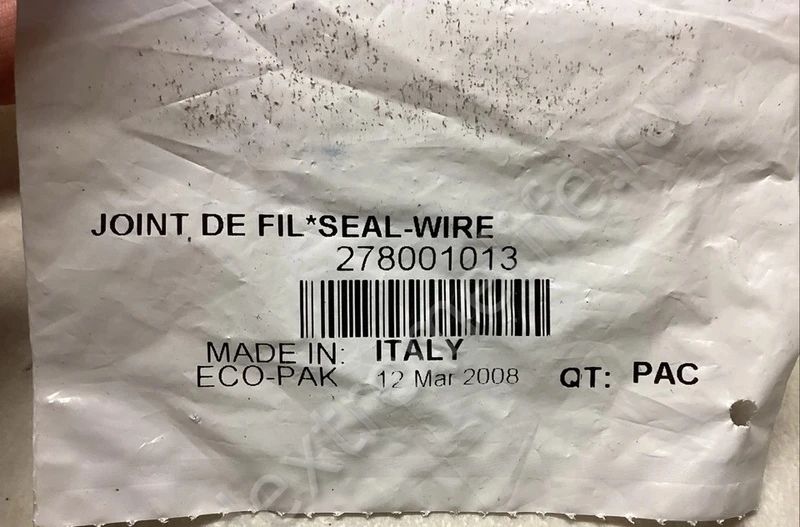 JOINT DE FIL*SEAL-WIRE
278001013
MADE IN: ITALY
ECO-PAK 12 Mar 2008 QT: PAC